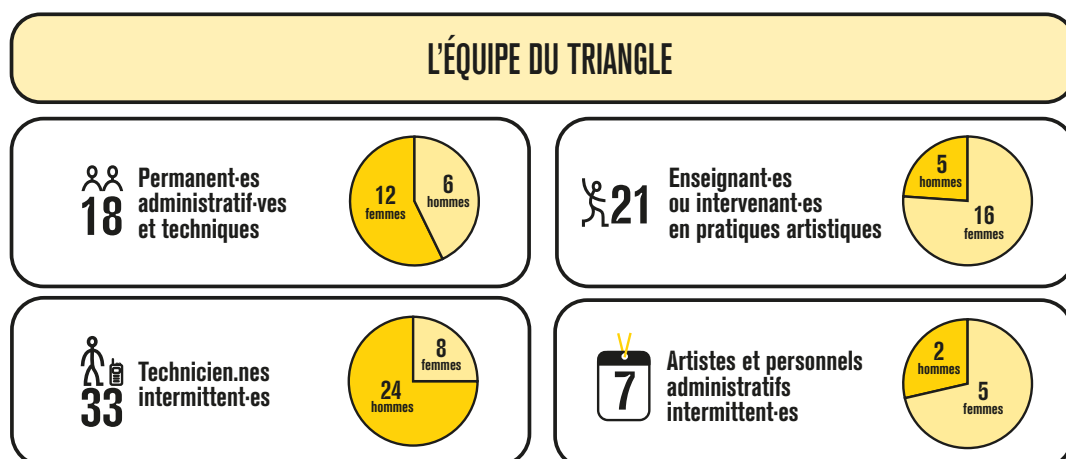 L'ÉQUIPE DU TRIANGLE
18
Permanent·es
administratif·ves
et techniques
12
femmes
6
hommes
21
Enseignant·es
ou intervenant·es
en pratiques artistiques
5
hommes
16
femmes
33
Technicien.nes
intermittent·es
8
femmes
24
hommes
7
Artistes et personnels
administratifs
intermittent·es
2
hommes
5
femmes